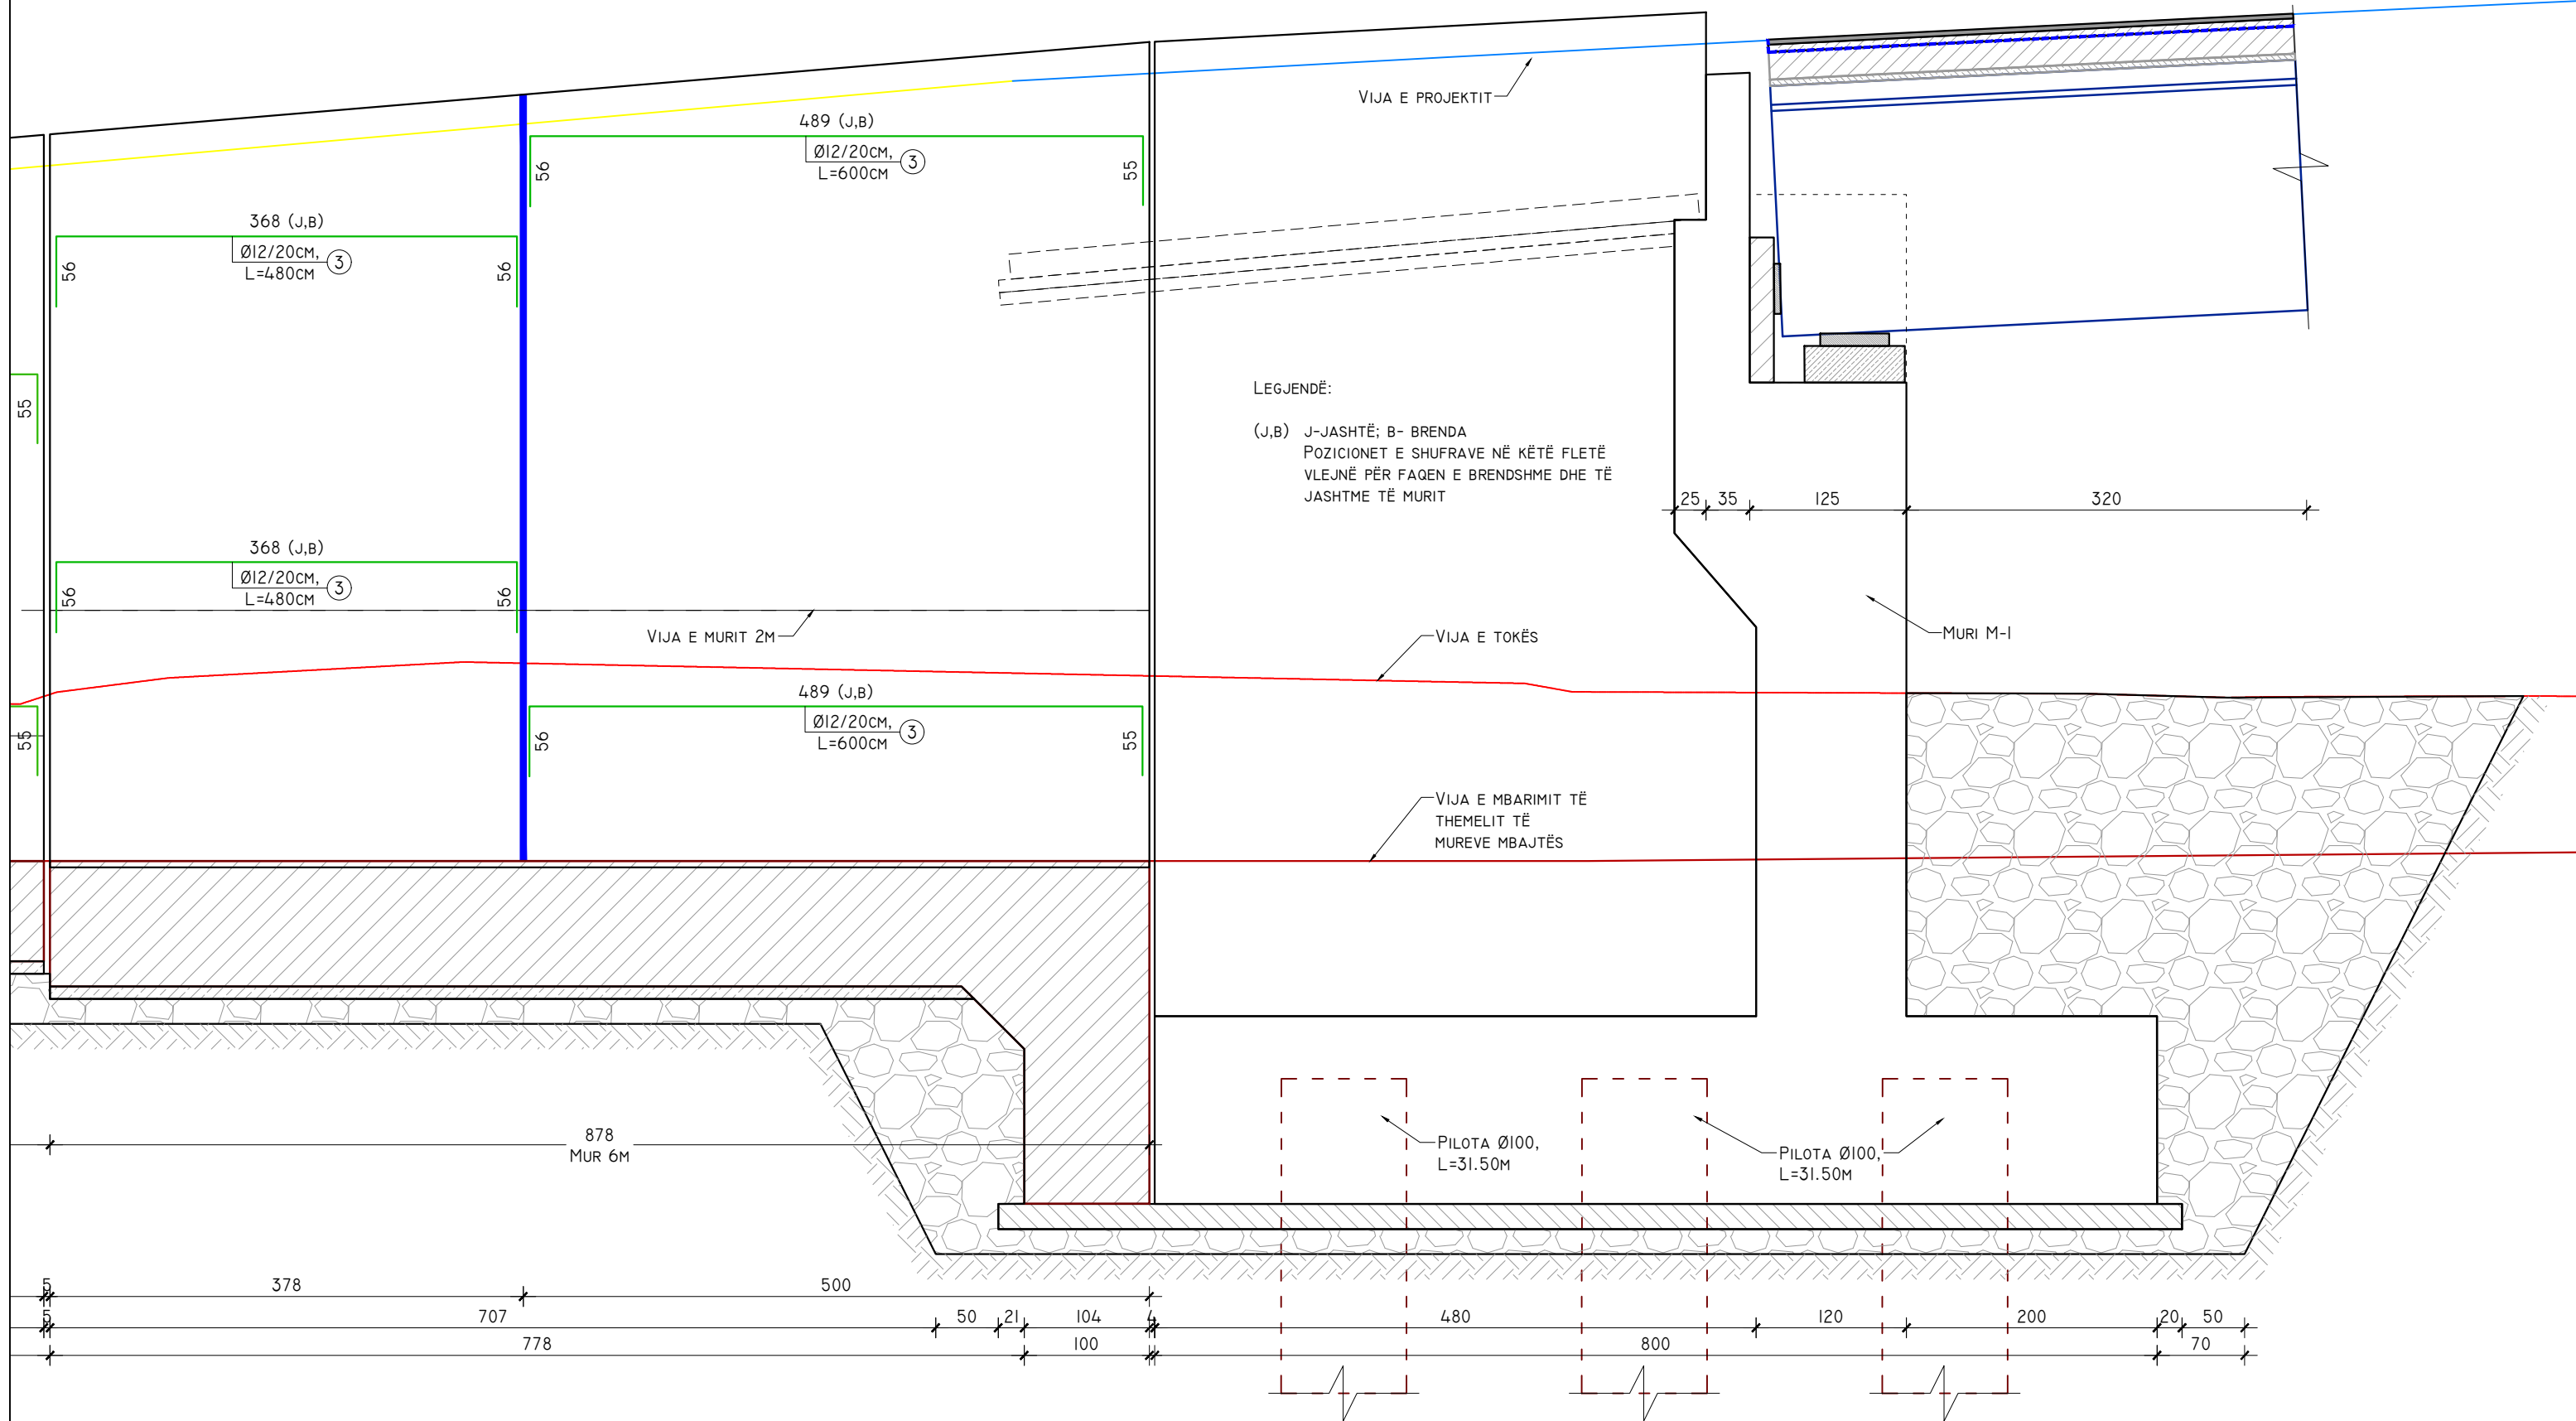 Vija e projektit
489 (J,B)
Ø12/20cm,
L=600cm
3
56
55
368 (J,B)
Ø12/20cm,
L=480cm
3
56
56
Legjendë:
(J,B) J-jashtë; B- brenda
Pozicionet e shufrave në këtë fletë
vlejnë për faqen e brendshme dhe të
jashtme të murit
55
25 35 125 320
368 (J,B)
Ø12/20cm,
L=480cm
3
56
56
Vija e murit 2m
Vija e tokës
Muri M-1
489 (J,B)
Ø12/20cm,
L=600cm
3
56
55
55
Vija e mbarimit të
themelit të
mureve mbajtës
878
Mur 6m
Pilota Ø100,
L=31.50m
Pilota Ø100,
L=31.50m
5 378 500
5 707 50 21 104 4 480 120 200 20 50
778 100 800 70